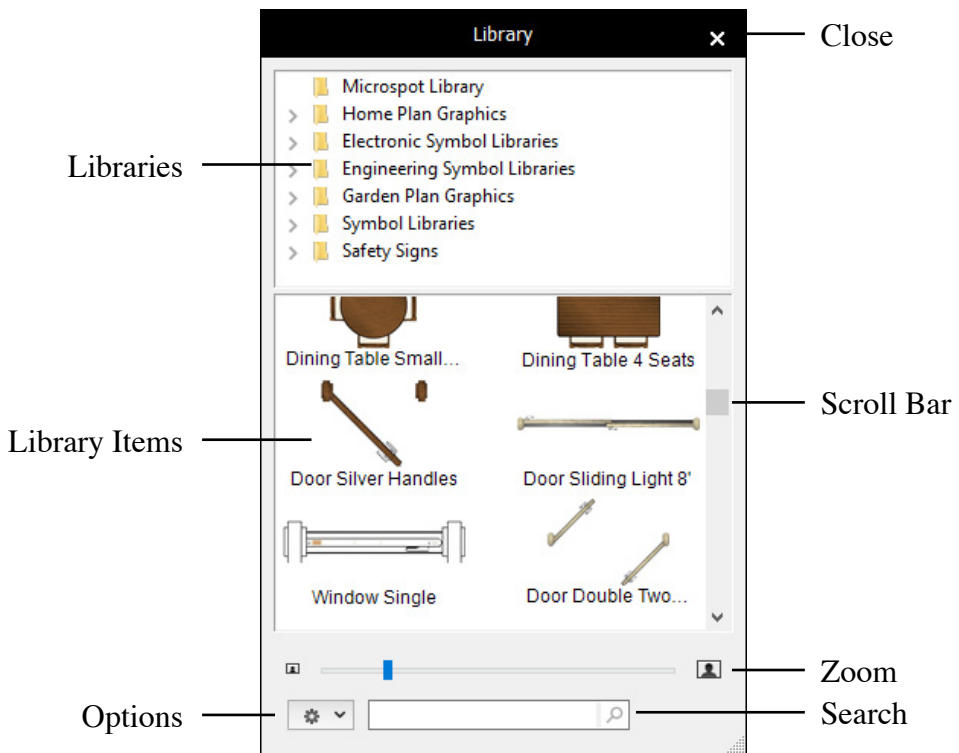 Library
Close
Microspot Library
Home Plan Graphics
Electronic Symbol Libraries
Libraries
Engineering Symbol Libraries
Garden Plan Graphics
Symbol Libraries
Safety Signs
Dining Table Small...
Dining Table 4 Seats
Scroll Bar
Library Items
Door Silver Handles
Door Sliding Light 8'
Window Single
Door Double Two...
Zoom
Options
Search